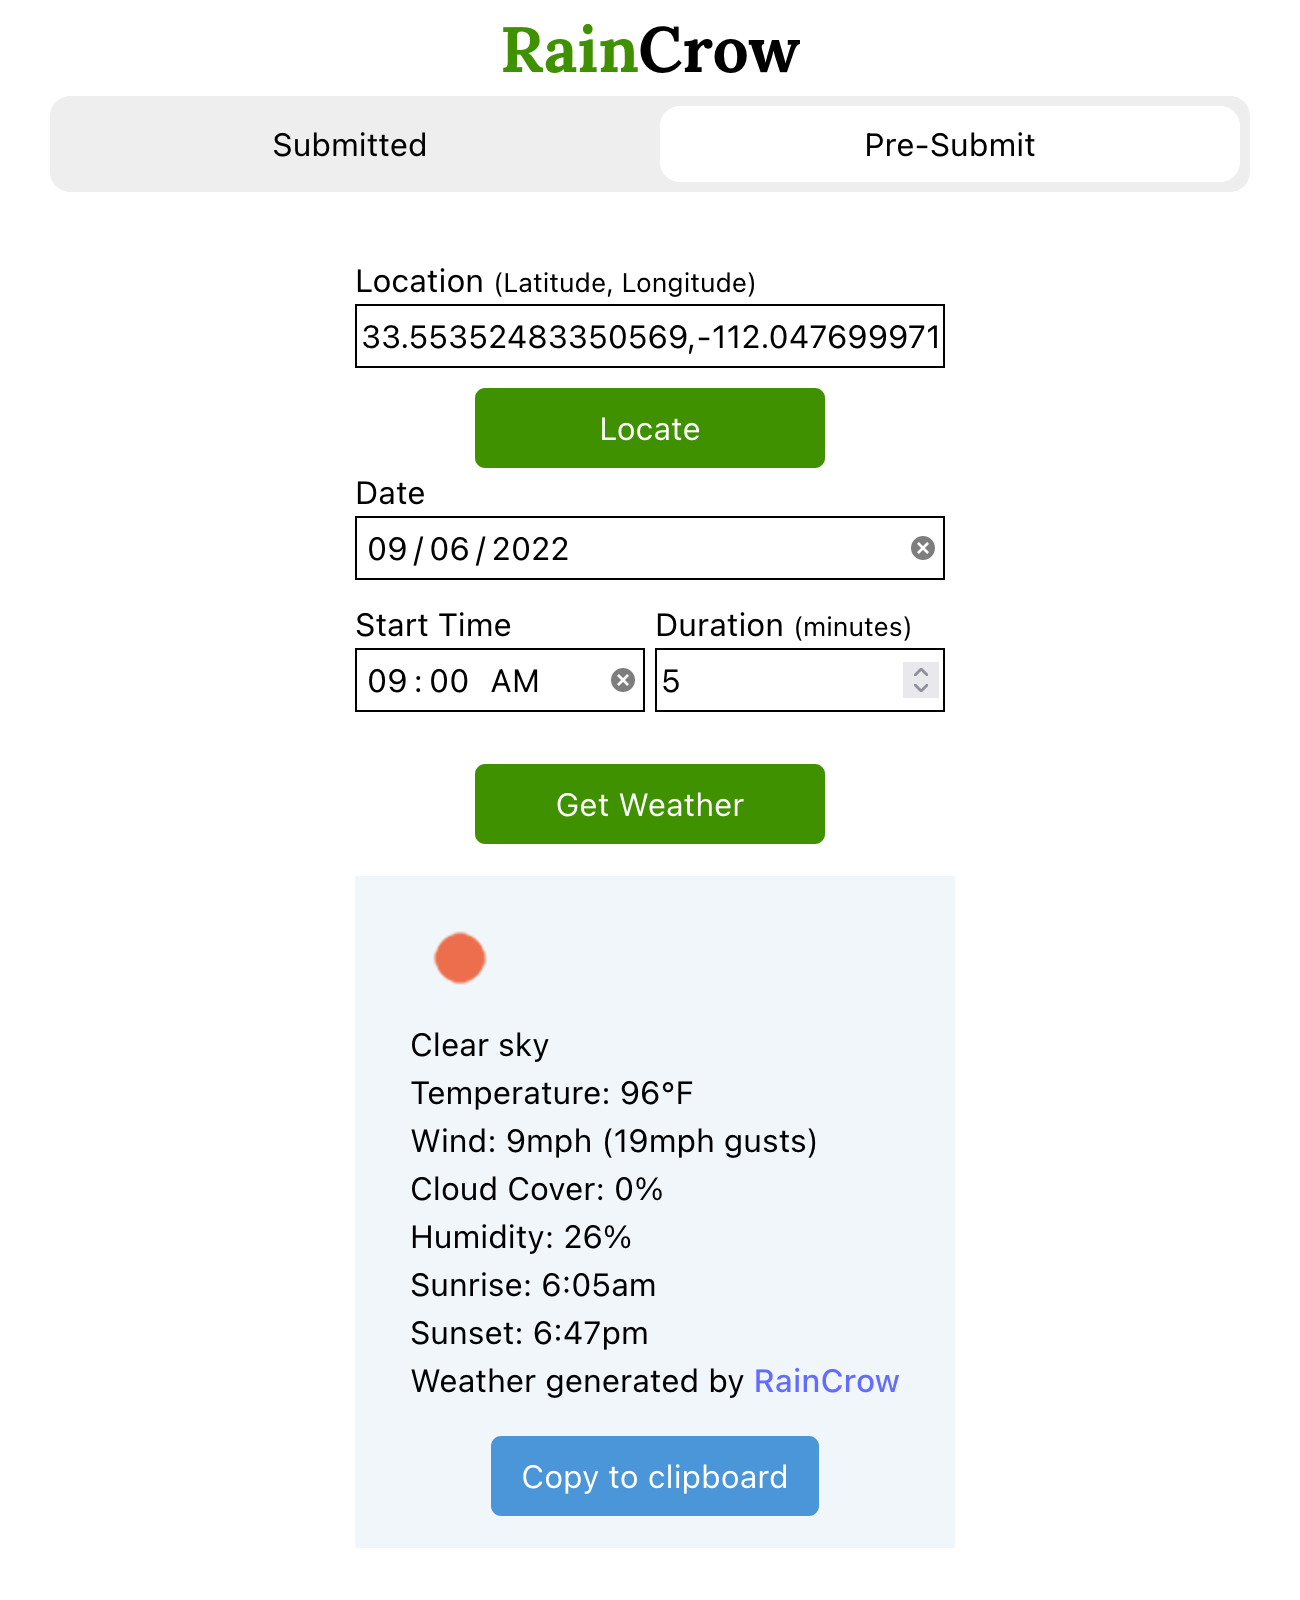 RainCrow
Submitted
Pre-Submit
Location (Latitude, Longitude)
33.55352483350569,-112.047699971
Locate
Date
09/06/2022
Start Time
Duration (minutes)
09:00 AM
5
Get Weather
Clear sky
Temperature: 96°F
Wind: 9mph (19mph gusts)
Cloud Cover: 0%
Humidity: 26%
Sunrise: 6:05am
Sunset: 6:47pm
Weather generated by RainCrow
Copy to clipboard